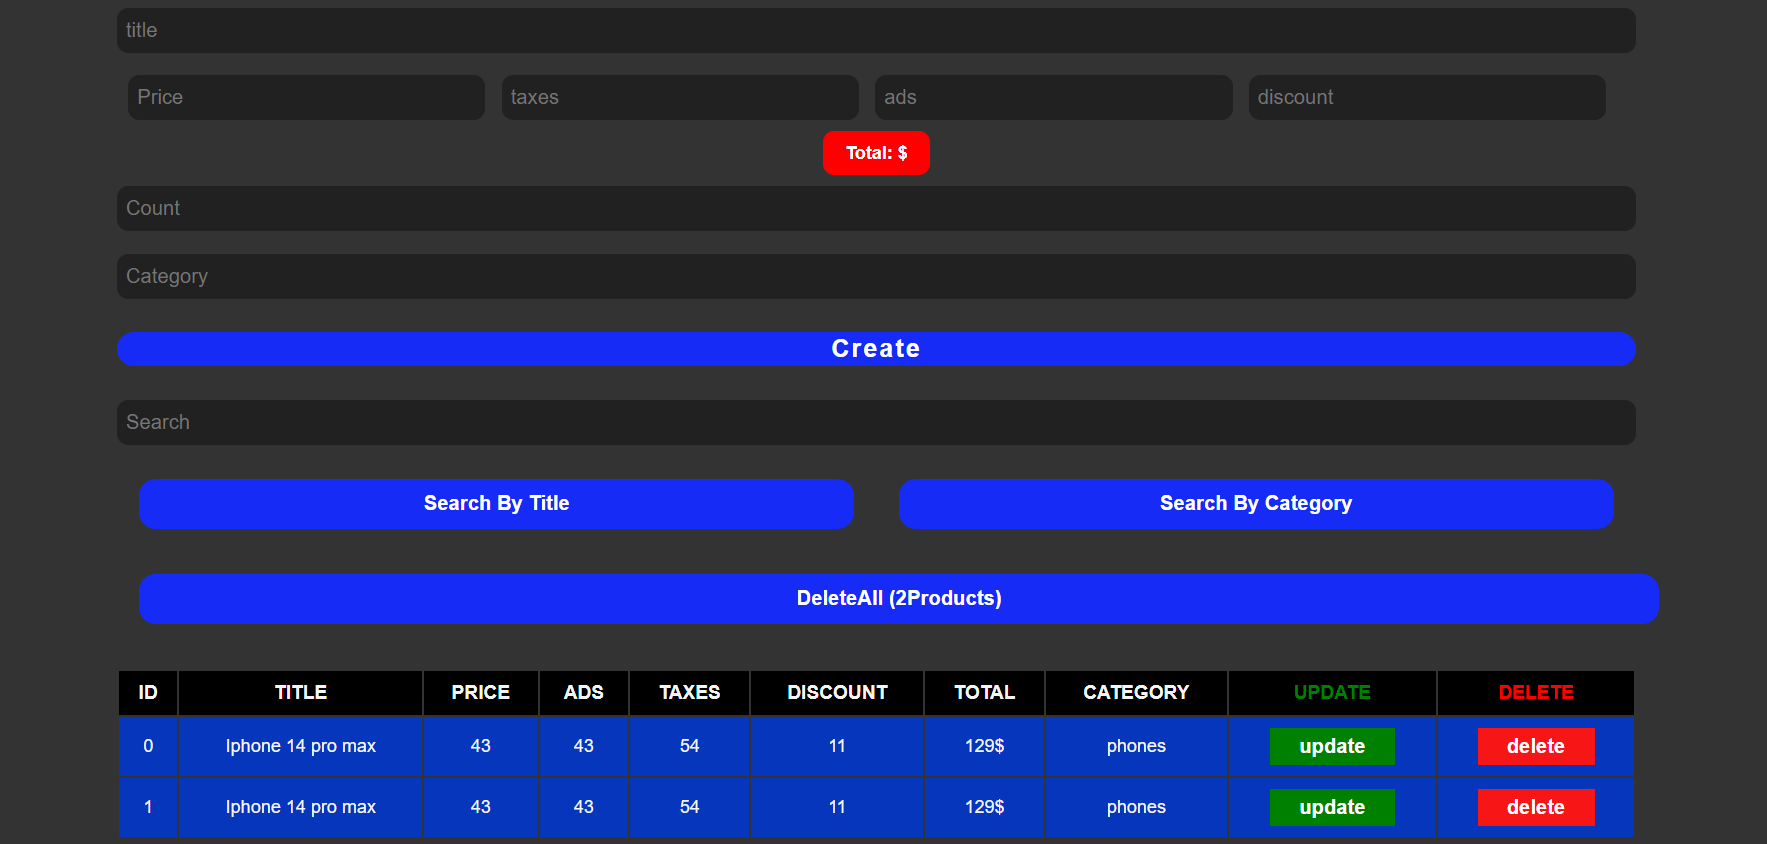 title
Price taxes ads discount
Total: $
Count
Category
Create
Search
Search By Title Search By Category
DeleteAll (2Products)
ID TITLE PRICE ADS TAXES DISCOUNT TOTAL CATEGORY UPDATE DELETE
0 Iphone 14 pro max 43 43 54 11 129$ phones update delete
1 Iphone 14 pro max 43 43 54 11 129$ phones update delete